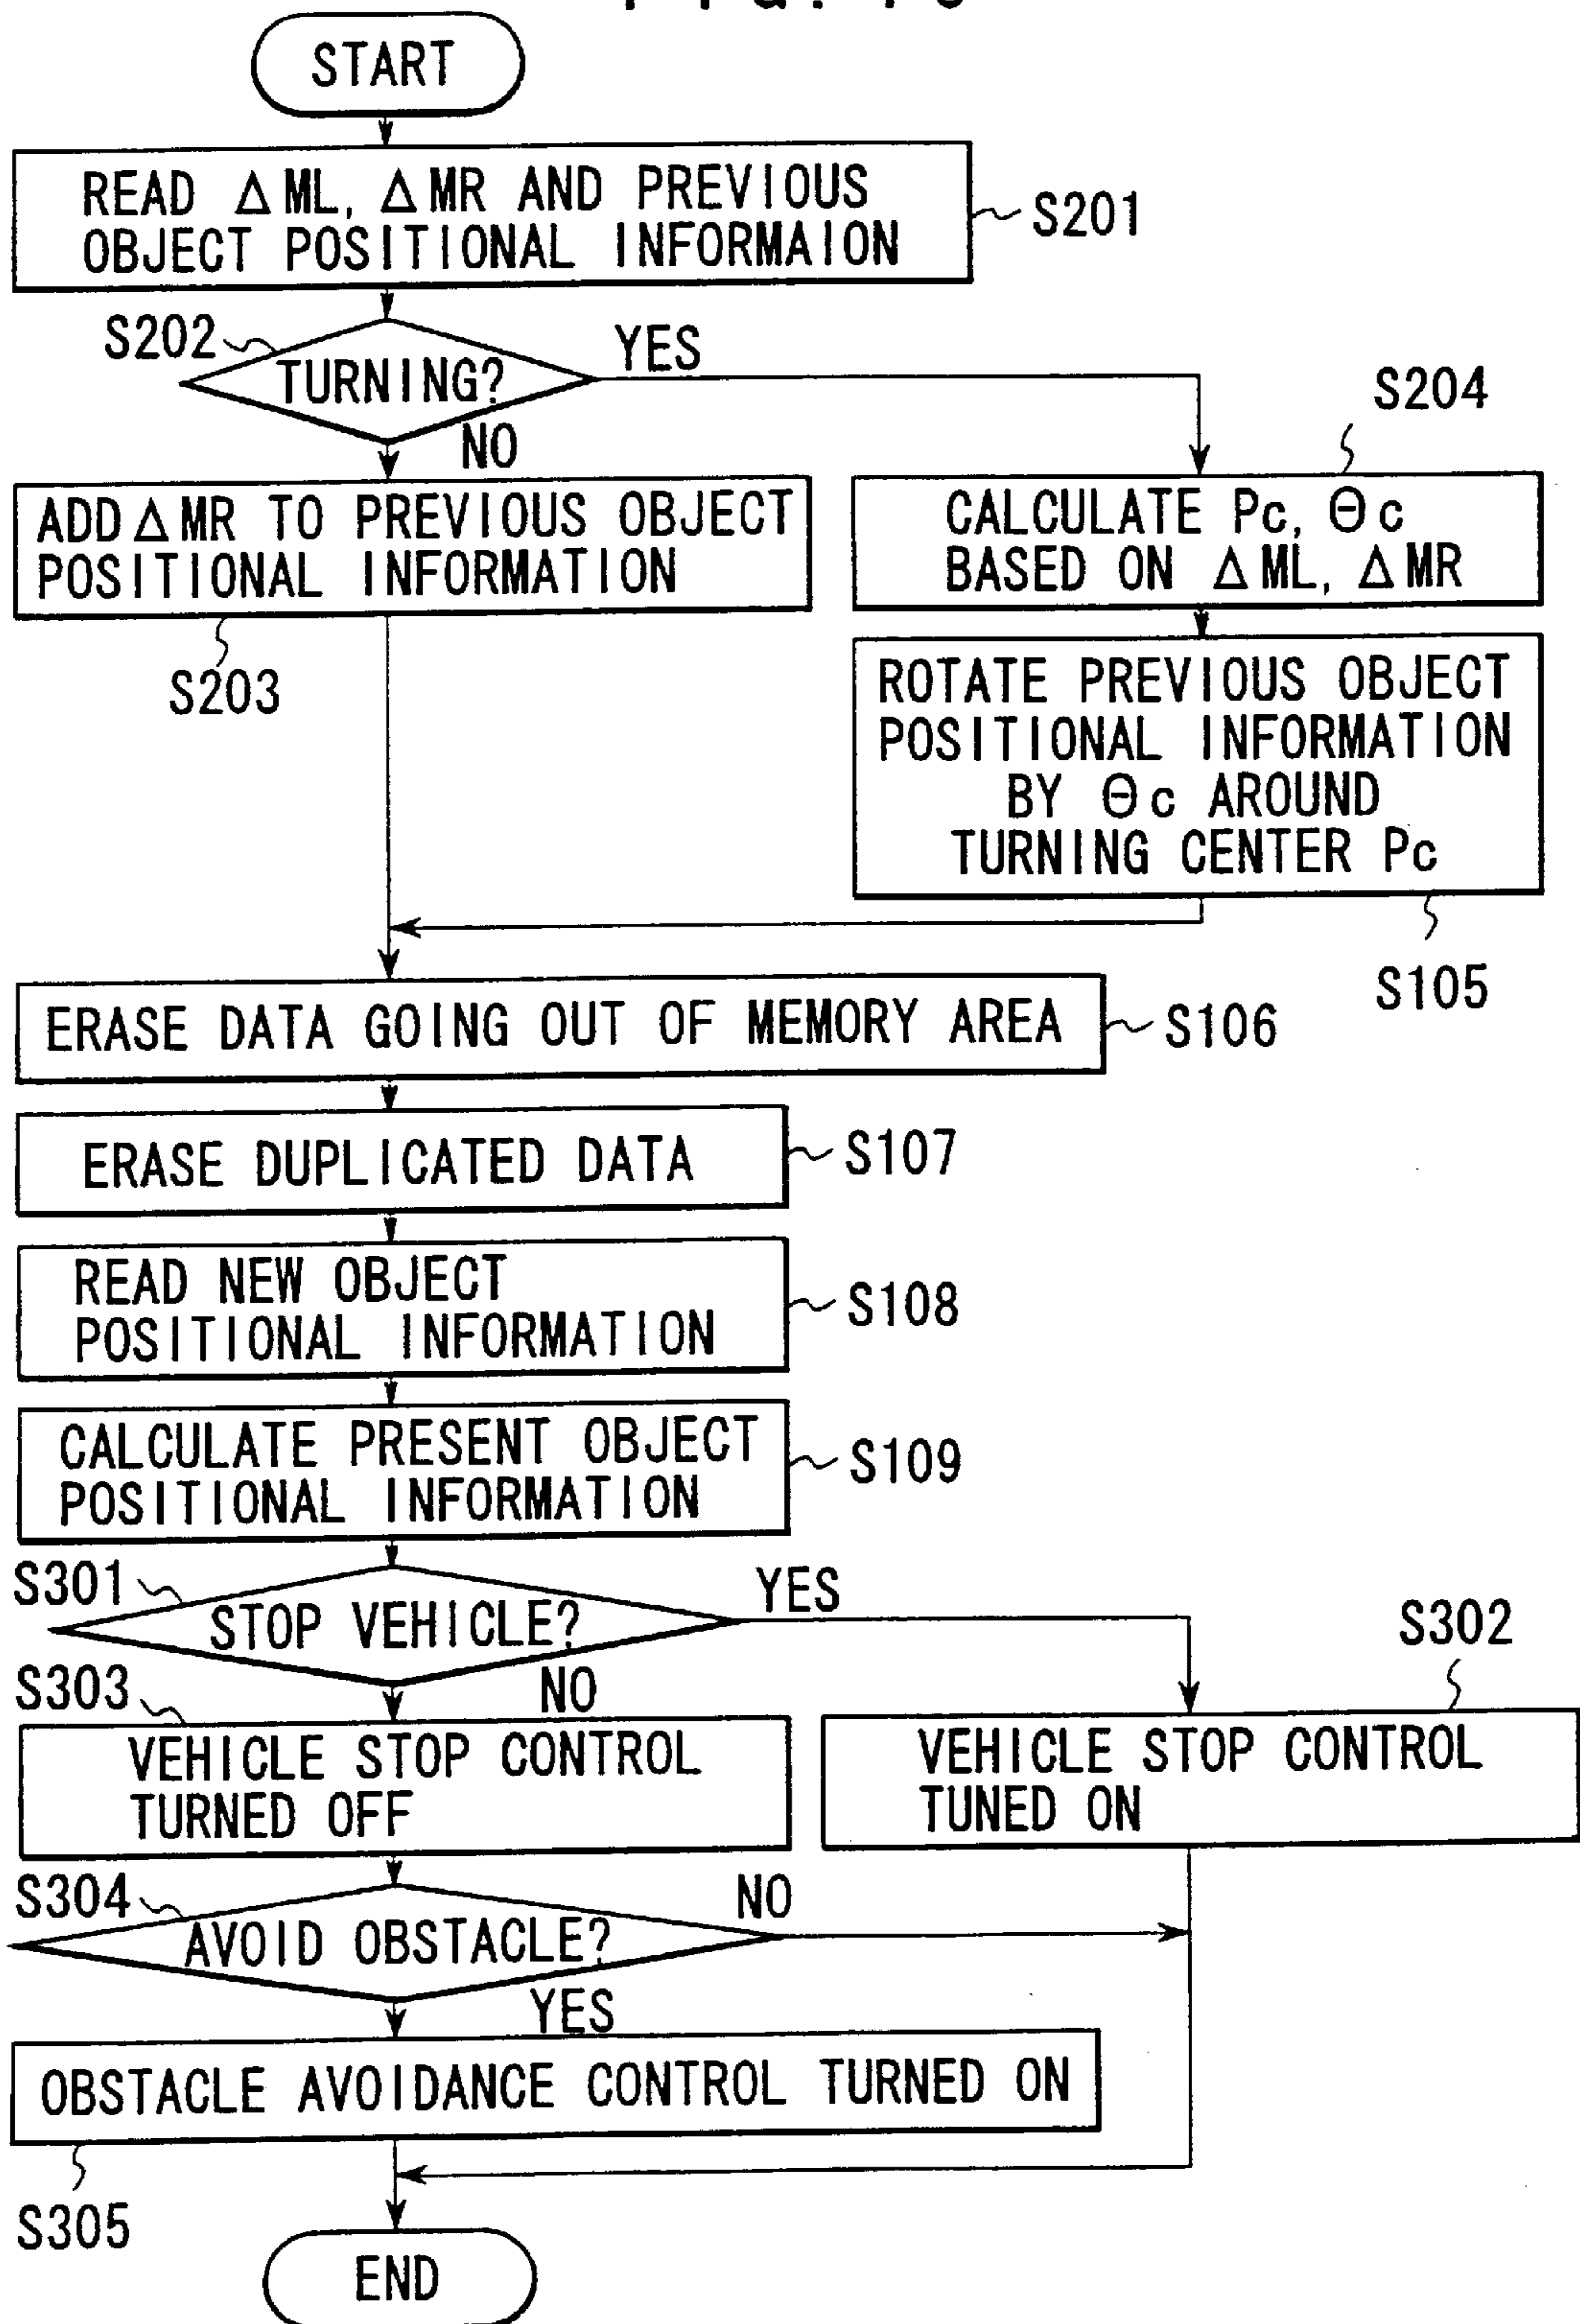 START
READ ΔML, ΔMR AND PREVIOUS
OBJECT POSITIONAL INFORMAION
S201
S202
TURNING?
YES
NO
S204
ADD ΔMR TO PREVIOUS OBJECT
POSITIONAL INFORMATION
S203
CALCULATE Pc, Θc
BASED ON ΔML, ΔMR
ROTATE PREVIOUS OBJECT
POSITIONAL INFORMATION
BY Θc AROUND
TURNING CENTER Pc
S105
ERASE DATA GOING OUT OF MEMORY AREA
S106
ERASE DUPLICATED DATA
S107
READ NEW OBJECT
POSITIONAL INFORMATION
S108
CALCULATE PRESENT OBJECT
POSITIONAL INFORMATION
S109
S301
STOP VEHICLE?
YES
NO
S302
S303
VEHICLE STOP CONTROL
TURNED OFF
VEHICLE STOP CONTROL
TUNED ON
S304
AVOID OBSTACLE?
NO
YES
OBSTACLE AVOIDANCE CONTROL TURNED ON
S305
END